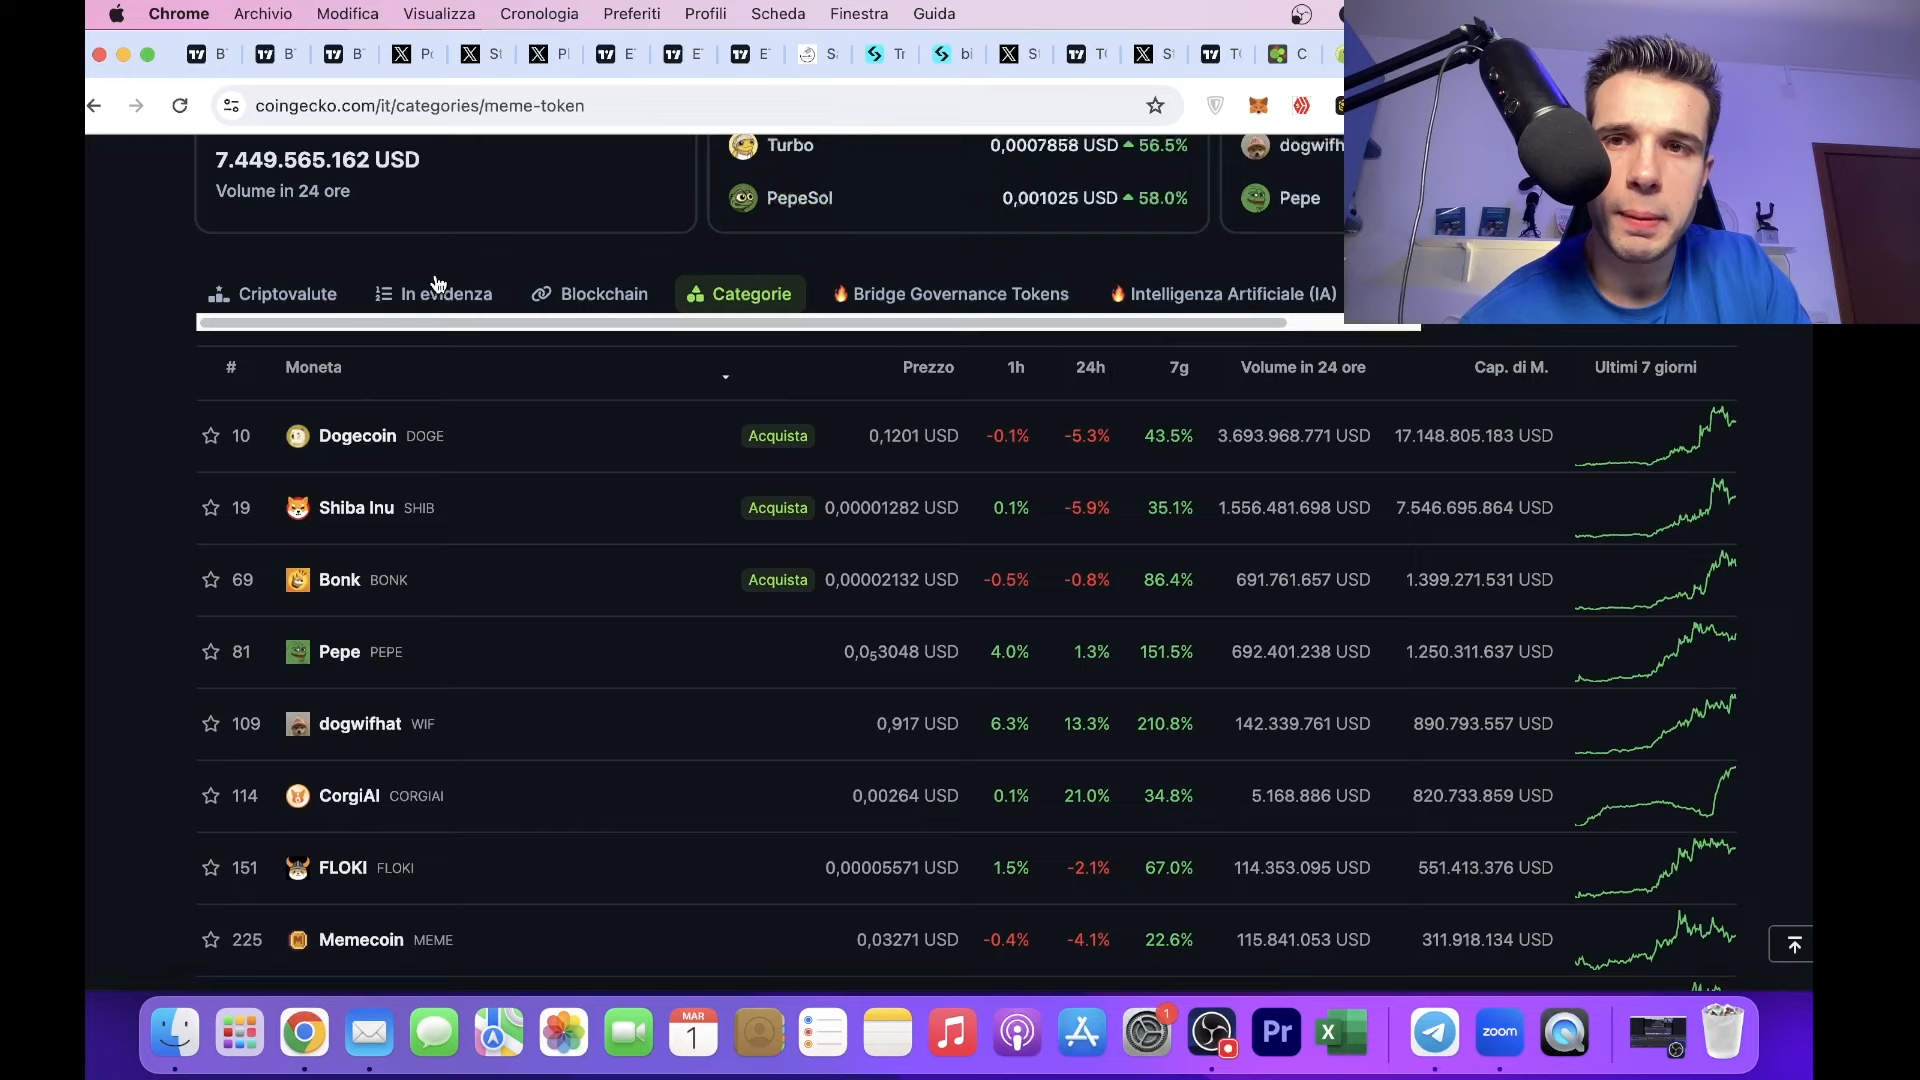 Chrome Archivio Modifica Visualizza Cronologia Preferiti Profili Scheda Finestra Guida
B B B Po St Pl E E E Sa Tr bi St T( St T( C
coingecko.com/it/categories/meme-token
7.449.565.162 USD
Volume in 24 ore
Turbo 0,0007858 USD 56.5%
PepeSol 0,001025 USD 58.0%
dogwifh
Pepe
Criptovalute In evidenza Blockchain Categorie Bridge Governance Tokens Intelligenza Artificiale (IA)
# Moneta Prezzo 1h 24h 7g Volume in 24 ore Cap. di M. Ultimi 7 giorni
10 Dogecoin DOGE Acquista 0,1201 USD -0.1% -5.3% 43.5% 3.693.968.771 USD 17.148.805.183 USD
19 Shiba Inu SHIB Acquista 0,00001282 USD 0.1% -5.9% 35.1% 1.556.481.698 USD 7.546.695.864 USD
69 Bonk BONK Acquista 0,00002132 USD -0.5% -0.8% 86.4% 691.761.657 USD 1.399.271.531 USD
81 Pepe PEPE 0,0₅3048 USD 4.0% 1.3% 151.5% 692.401.238 USD 1.250.311.637 USD
109 dogwifhat WIF 0,917 USD 6.3% 13.3% 210.8% 142.339.761 USD 890.793.557 USD
114 CorgiAI CORGIAI 0,00264 USD 0.1% 21.0% 34.8% 5.168.886 USD 820.733.859 USD
151 FLOKI FLOKI 0,00005571 USD 1.5% -2.1% 67.0% 114.353.095 USD 551.413.376 USD
225 Memecoin MEME 0,03271 USD -0.4% -4.1% 22.6% 115.841.053 USD 311.918.134 USD
MAR
1
1
Pr
X
zoom